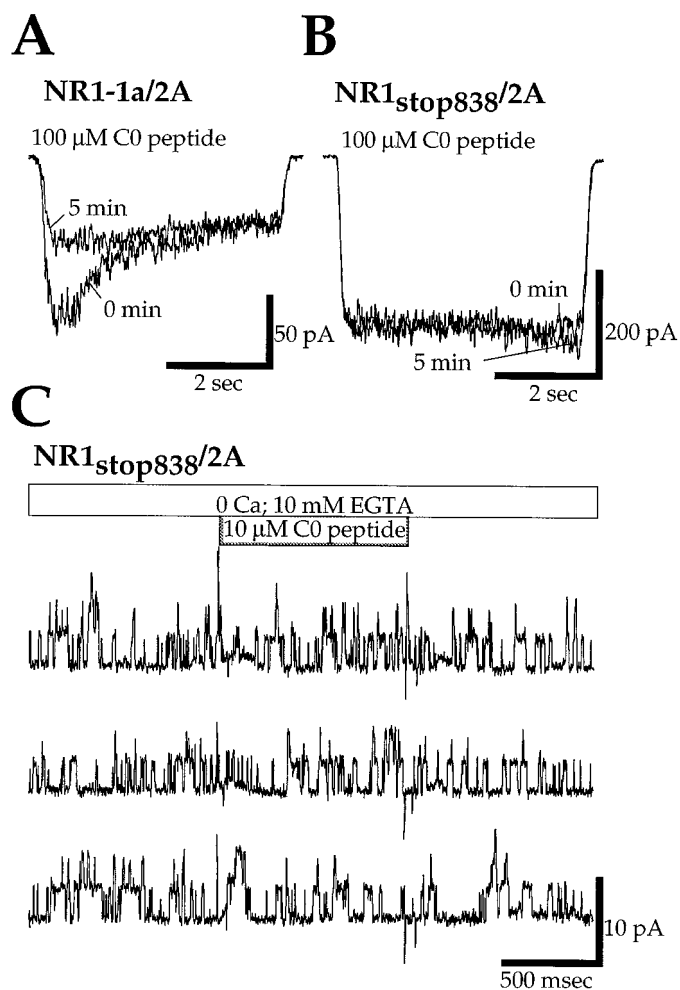 A
NR1-1a/2A
100 µM C0 peptide
5 min
0 min
50 pA
2 sec
B
NR1stop838/2A
100 µM C0 peptide
0 min
5 min
200 pA
2 sec
C
NR1stop838/2A
0 Ca; 10 mM EGTA
10 µM C0 peptide
10 pA
500 msec